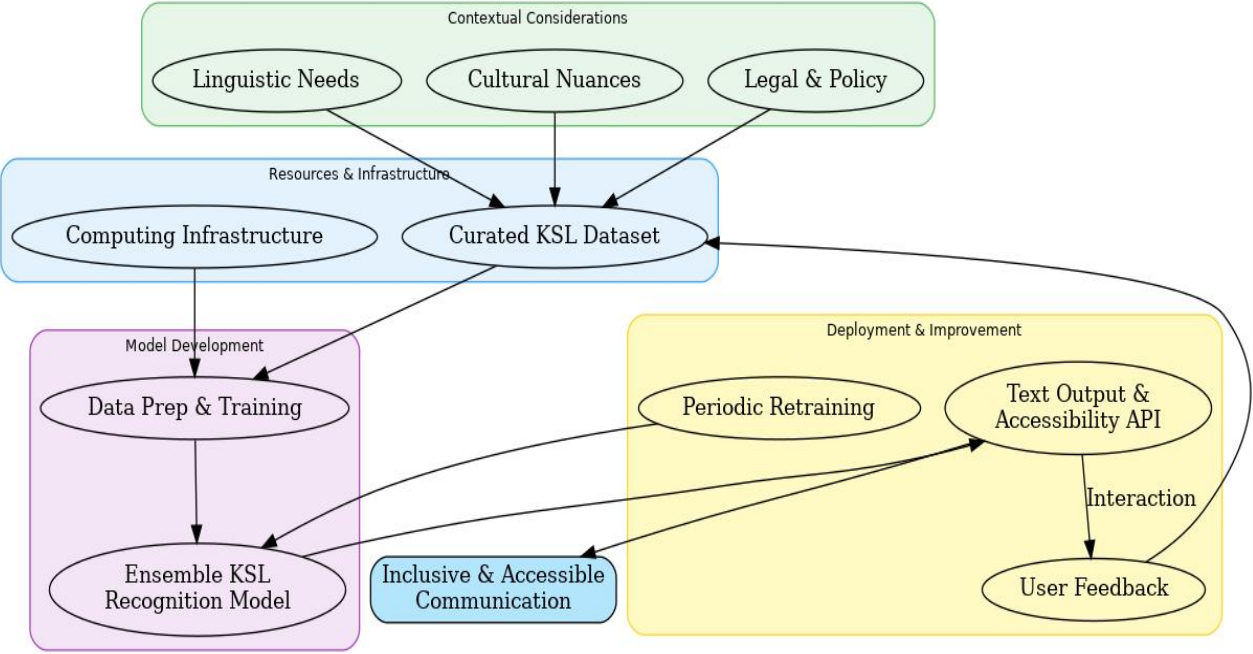 Contextual Considerations
Linguistic Needs
Cultural Nuances
Legal & Policy
Resources & Infrastructure
Computing Infrastructure
Curated KSL Dataset
Model Development
Data Prep & Training
Ensemble KSL
Recognition Model
Deployment & Improvement
Periodic Retraining
Text Output &
Accessibility API
Interaction
User Feedback
Inclusive & Accessible
Communication